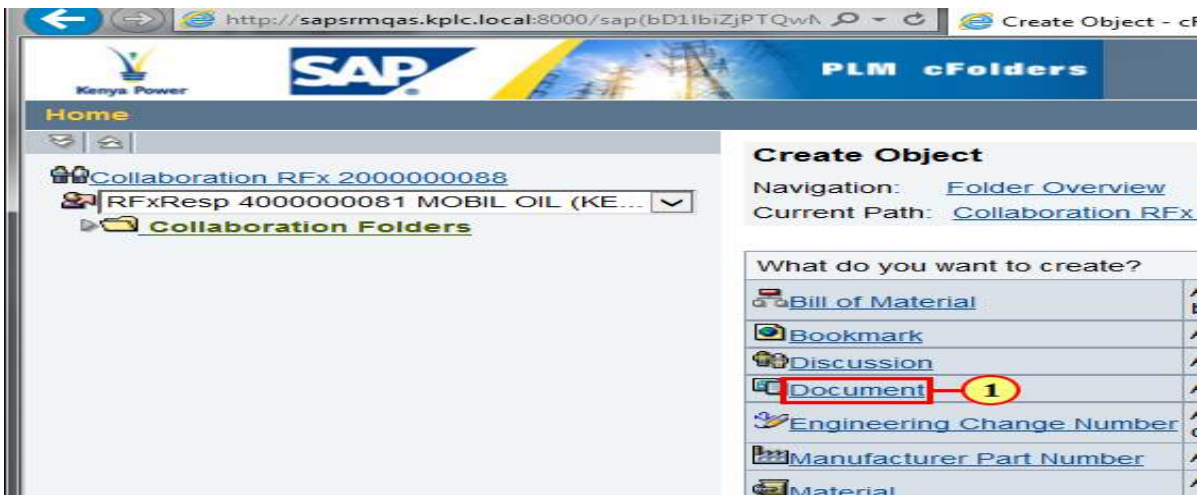 http://sapsrmqas.kplc.local:8000/sap(bD1IbiZjPTQwN
Create Object - cF
Kenya Power
SAP
PLM cFolders
Home
Create Object
Navigation: Folder Overview
Current Path: Collaboration RFx
Collaboration RFx 2000000088
RFxResp 4000000081 MOBIL OIL (KE...
Collaboration Folders
What do you want to create?
Bill of Material
Bookmark
Discussion
Document 1
Engineering Change Number
Manufacturer Part Number
Material